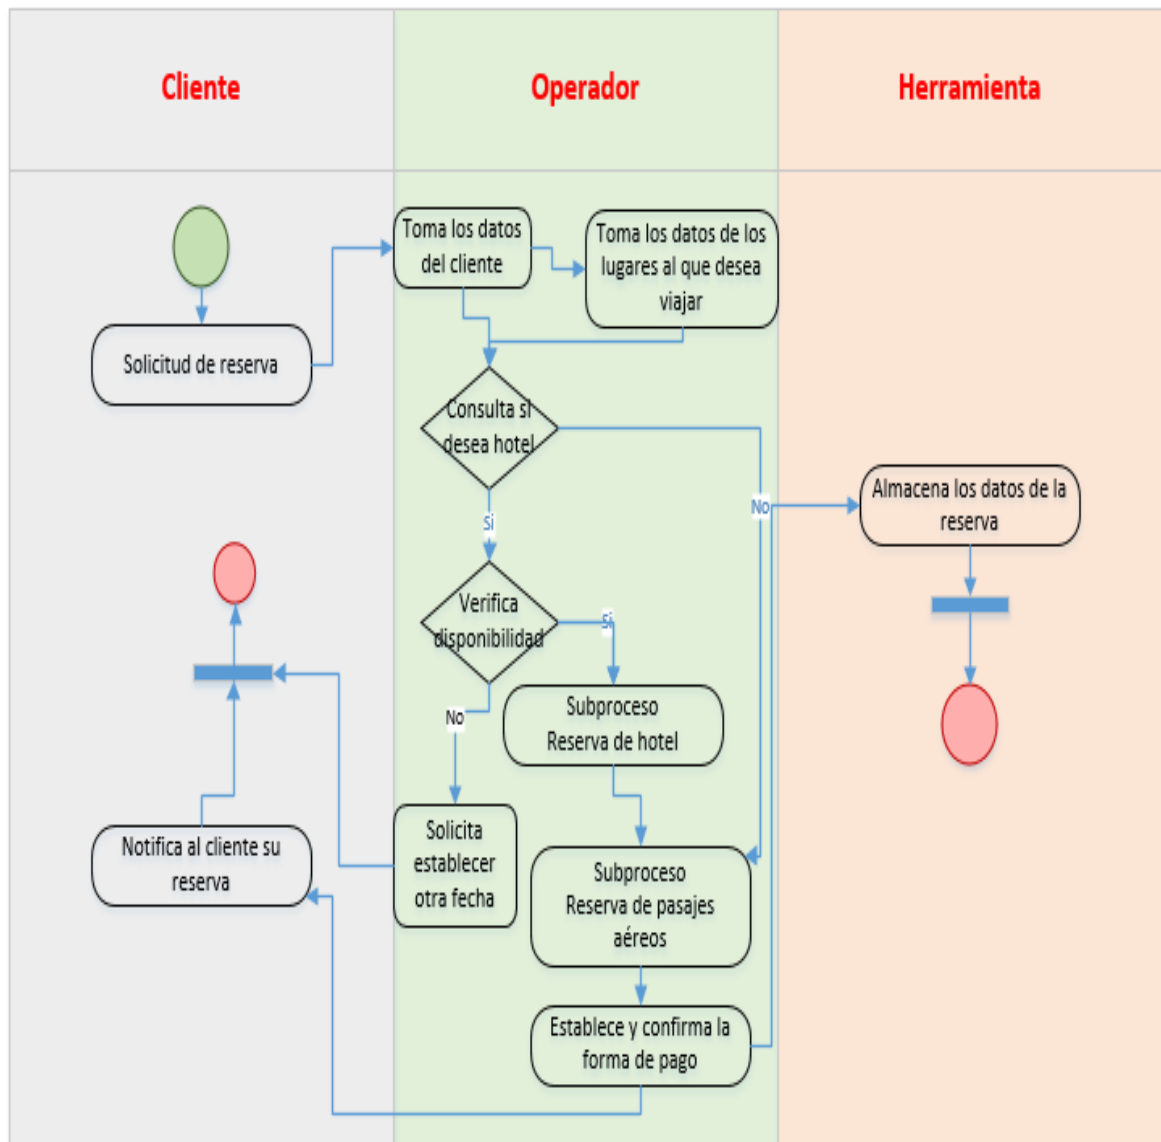 Cliente
Operador
Herramienta
Toma los datos
del cliente
Toma los datos de los
lugares al que desea
viajar
Solicitud de reserva
Consulta si
desea hotel
Si
No
Almacena los datos de la
reserva
Verifica
disponibilidad
Si
No
Subproceso
Reserva de hotel
Solicita
establecer
otra fecha
Notifica al cliente su
reserva
Subproceso
Reserva de pasajes
aéreos
Establece y confirma la
forma de pago